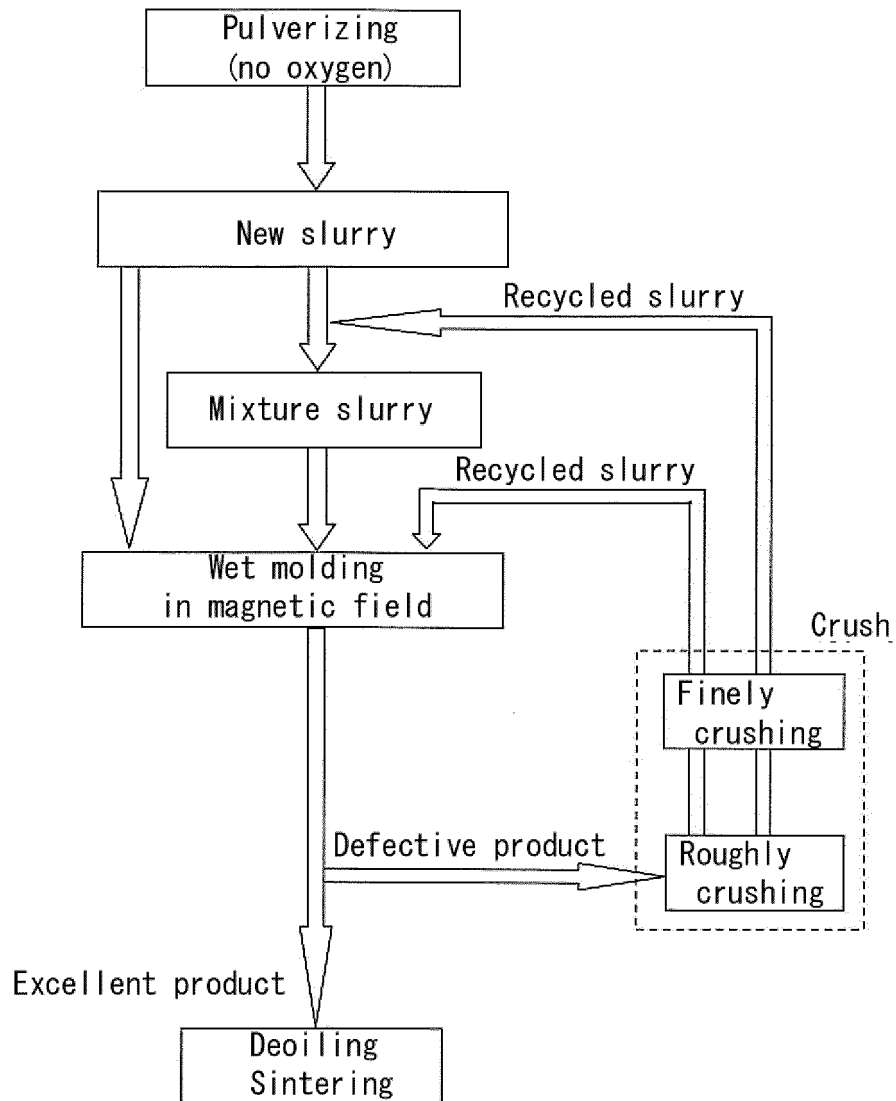 Pulverizing
(no oxygen)
New slurry
Recycled slurry
Mixture slurry
Recycled slurry
Wet molding
in magnetic field
Crush
Finely
crushing
Defective product
Roughly
crushing
Excellent product
Deoiling
Sintering